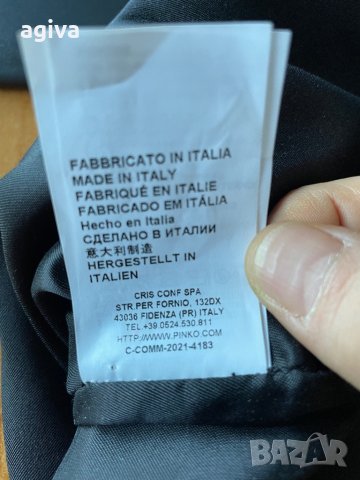 agiva
FABBRICATO IN ITALIA
MADE IN ITALY
FABRIQUÉ EN ITALIE
FABRICADO EM ITÁLIA
Hecho en Italia
СДЕЛАНО В ИТАЛИИ
意大利制造
HERGESTELLT IN
ITALIEN
CRIS CONF SPA
STR.PER FORNIO, 132DX
43036 FIDENZA (PR) ITALY
TEL.+39.0524.530.811
HTTP://WWW.PINKO.COM
C-COMM-2021-4183
BAZAR